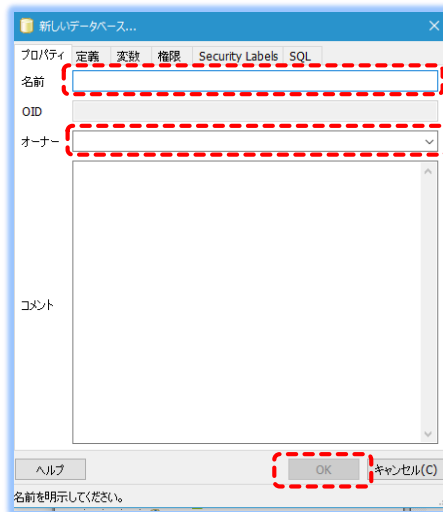 新しいデータベース...
プロパティ 定義 変数 権限 Security Labels SQL
名前
OID
オーナー
コメント
ヘルプ OK キャンセル(C)
名前を明示してください。